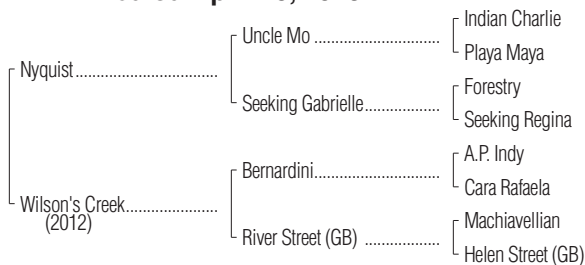 Indian Charlie
Uncle Mo
Playa Maya
Nyquist
Forestry
Seeking Gabrielle
Seeking Regina
A.P. Indy
Bernardini
Cara Rafaela
Wilson's Creek
(2012)
Machiavellian
River Street (GB)
Helen Street (GB)